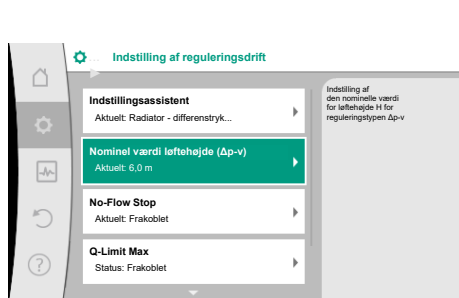 Indstilling af reguleringsdrift
Indstillingsassistent
Aktuelt: Radiator - differenstryk...
Nominel værdi løftehøjde (Δp-v)
Aktuelt: 6,0 m
No-Flow Stop
Aktuelt: Frakoblet
Q-Limit Max
Status: Frakoblet
Indstilling af
den nominelle værdi
for løftehøjde H for
reguleringstypen Δp-v